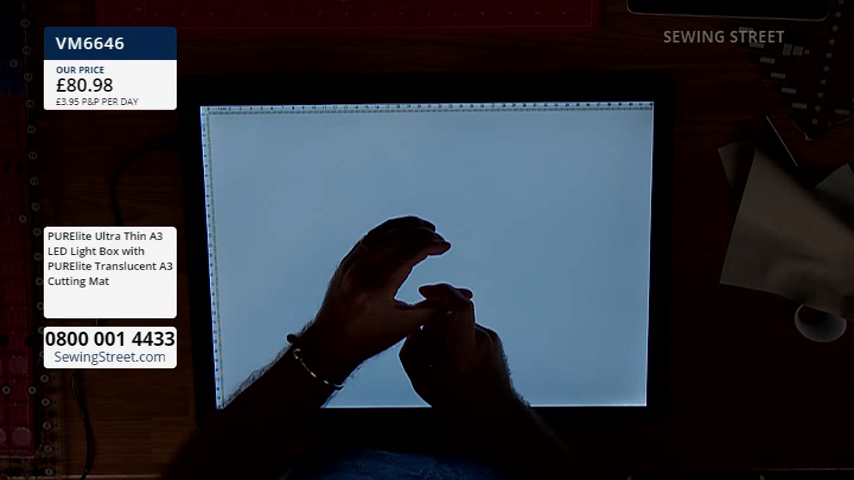 VM6646
OUR PRICE
£80.98
£3.95 P&P PER DAY
SEWING STREET
PURElite Ultra Thin A3
LED Light Box with
PURElite Translucent A3
Cutting Mat
0800 001 4433
SewingStreet.com